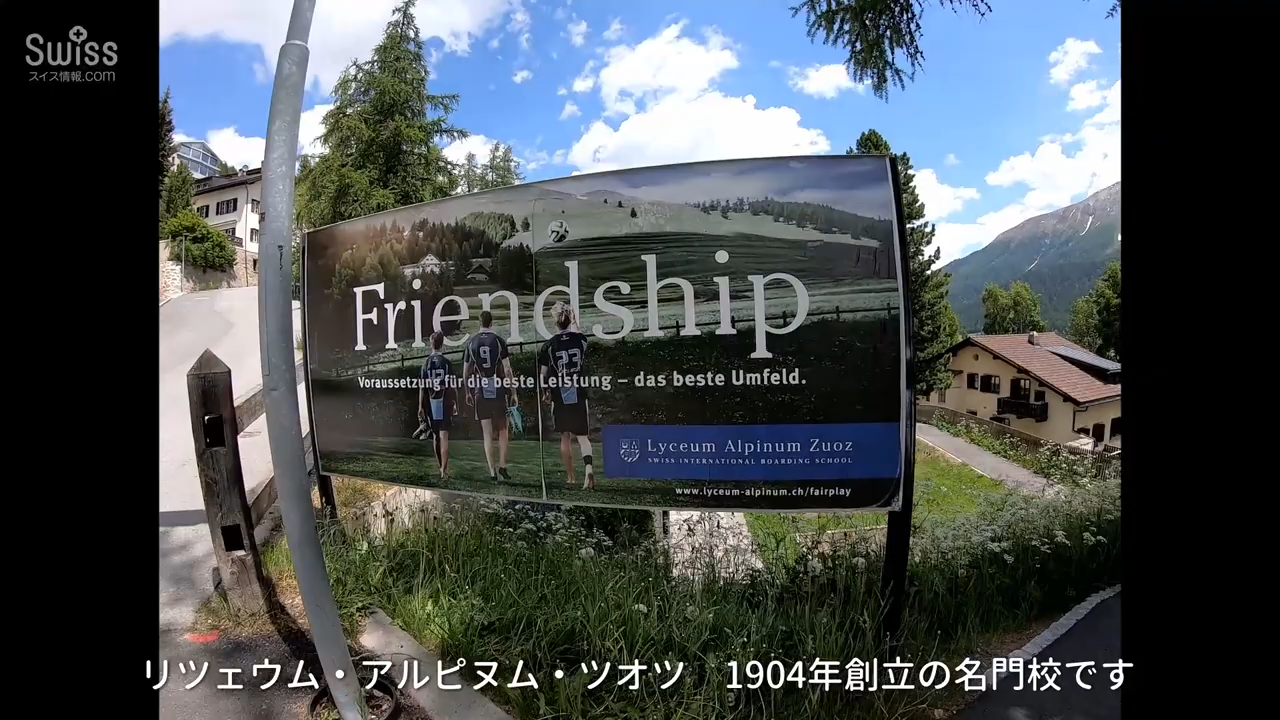 Swiss
スイス情報.com
Friendship
Voraussetzung für die beste Leistung – das beste Umfeld.
9
23
Lyceum Alpinum Zuoz
SWISS INTERNATIONAL BOARDING SCHOOL
www.lyceum-alpinum.ch/fairplay
リツェウム・アルピヌム・ツオツ　1904年創立の名門校です